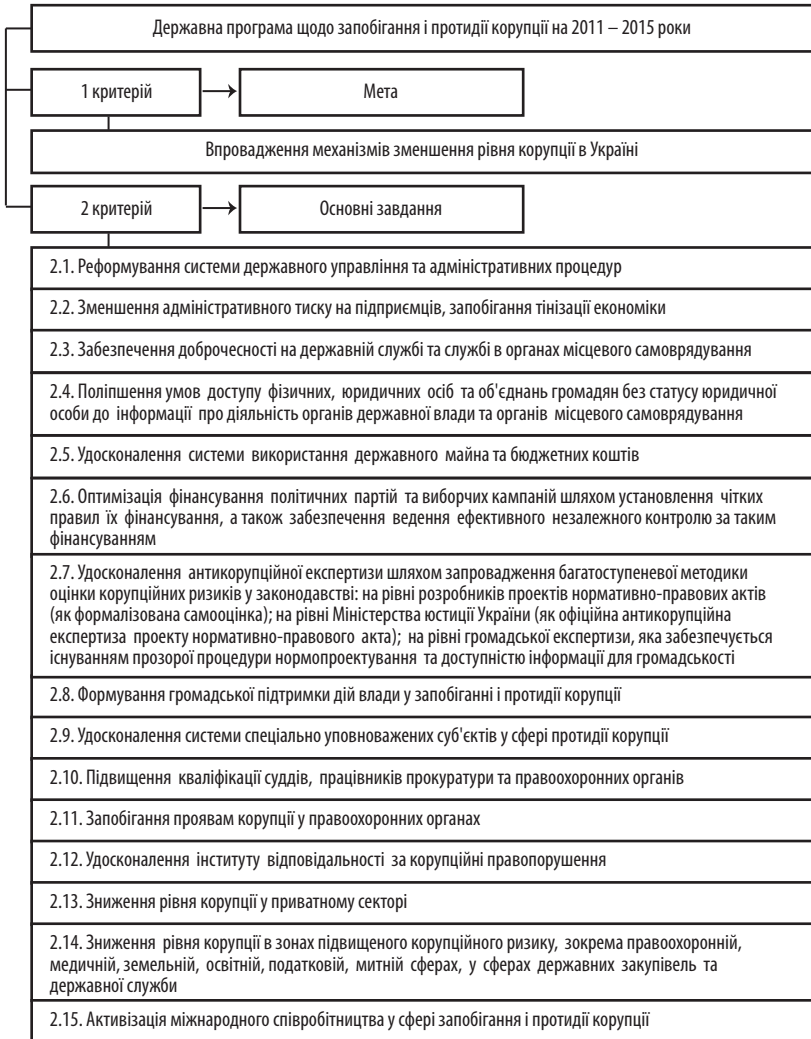 Державна програма щодо запобігання і протидії корупції на 2011 – 2015 роки
1 критерій
Мета
Впровадження механізмів зменшення рівня корупції в Україні
2 критерій
Основні завдання
2.1. Реформування системи державного управління та адміністративних процедур
2.2. Зменшення адміністративного тиску на підприємців, запобігання тінізації економіки
2.3. Забезпечення доброчесності на державній службі та службі в органах місцевого самоврядування
2.4. Поліпшення умов доступу фізичних, юридичних осіб та об'єднань громадян без статусу юридичної
особи до інформації про діяльність органів державної влади та органів місцевого самоврядування
2.5. Удосконалення системи використання державного майна та бюджетних коштів
2.6. Оптимізація фінансування політичних партій та виборчих кампаній шляхом установлення чітких
правил їх фінансування, а також забезпечення ведення ефективного незалежного контролю за таким
фінансуванням
2.7. Удосконалення антикорупційної експертизи шляхом запровадження багатоступеневої методики
оцінки корупційних ризиків у законодавстві: на рівні розробників проектів нормативно-правових актів
(як формалізована самооцінка); на рівні Міністерства юстиції України (як офіційна антикорупційна
експертиза проекту нормативно-правового акта); на рівні громадської експертизи, яка забезпечується
існуванням прозорої процедури нормопроектування та доступністю інформації для громадськості
2.8. Формування громадської підтримки дій влади у запобіганні і протидії корупції
2.9. Удосконалення системи спеціально уповноважених суб'єктів у сфері протидії корупції
2.10. Підвищення кваліфікації суддів, працівників прокуратури та правоохоронних органів
2.11. Запобігання проявам корупції у правоохоронних органах
2.12. Удосконалення інституту відповідальності за корупційні правопорушення
2.13. Зниження рівня корупції у приватному секторі
2.14. Зниження рівня корупції в зонах підвищеного корупційного ризику, зокрема правоохоронній,
медичній, земельній, освітній, податковій, митній сферах, у сферах державних закупівель та
державної служби
2.15. Активізація міжнародного співробітництва у сфері запобігання і протидії корупції